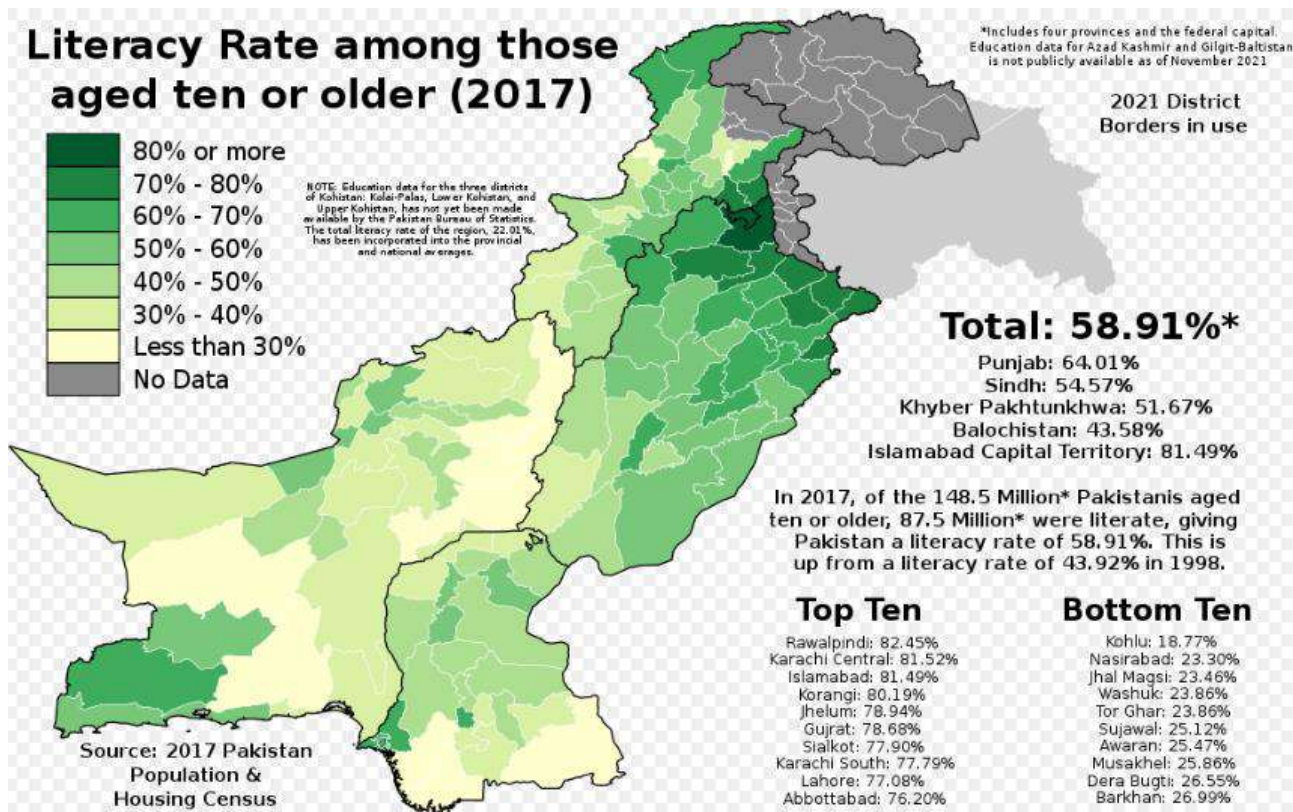 Literacy Rate among those
aged ten or older (2017)
*Includes four provinces and the federal capital.
Education data for Azad Kashmir and Gilgit-Baltistan
is not publicly available as of November 2021
2021 District
Borders in use
80% or more
70% - 80%
60% - 70%
50% - 60%
40% - 50%
30% - 40%
Less than 30%
No Data
NOTE: Education data for the three districts
of Kohistan: Kolai-Palas, Lower Kohistan, and
Upper Kohistan, has not yet been made
available by the Pakistan Bureau of Statistics.
The total literacy rate of the region, 22.01%,
has been incorporated into the provincial
and national averages.
Total: 58.91%*
Punjab: 64.01%
Sindh: 54.57%
Khyber Pakhtunkhwa: 51.67%
Balochistan: 43.58%
Islamabad Capital Territory: 81.49%
In 2017, of the 148.5 Million* Pakistanis aged
ten or older, 87.5 Million* were literate, giving
Pakistan a literacy rate of 58.91%. This is
up from a literacy rate of 43.92% in 1998.
Top Ten
Rawalpindi: 82.45%
Karachi Central: 81.52%
Islamabad: 81.49%
Korangi: 80.19%
Jhelum: 78.94%
Gujrat: 78.68%
Sialkot: 77.90%
Karachi South: 77.79%
Lahore: 77.08%
Abbottabad: 76.20%
Bottom Ten
Kohlu: 18.77%
Nasirabad: 23.30%
Jhal Magsi: 23.46%
Washuk: 23.86%
Tor Ghar: 23.86%
Sujawal: 25.12%
Awaran: 25.47%
Musakhel: 25.86%
Dera Bugti: 26.55%
Barkhan: 26.99%
Source: 2017 Pakistan
Population &
Housing Census